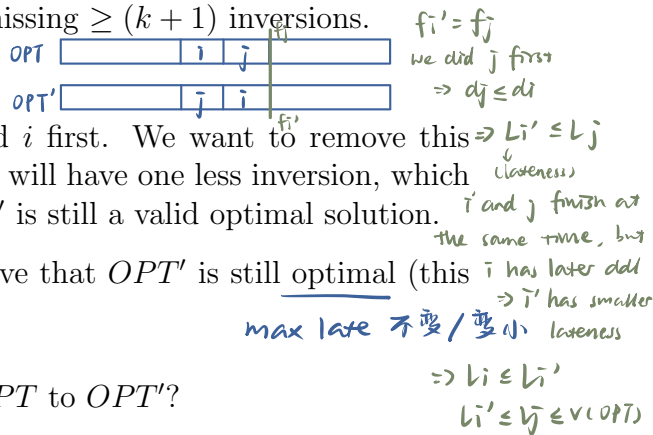 nissing ≥ (k + 1) inversions.
fj
OPT i j
OPT' j i
fi'
d i first. We want to remove this
will have one less inversion, which
' is still a valid optimal solution.
ve that OPT' is still optimal (this
max late 不变/变小
PT to OPT'?
fi' = fj
we did j first
⇒ dj ≤ di
⇒ Li' ≤ Lj
(lateness)
i' and j finish at
the same time, but
i has later ddl
⇒ i' has smaller
lateness
⇒ Li ≤ Li'
Li' ≤ Lj ≤ V(OPT)